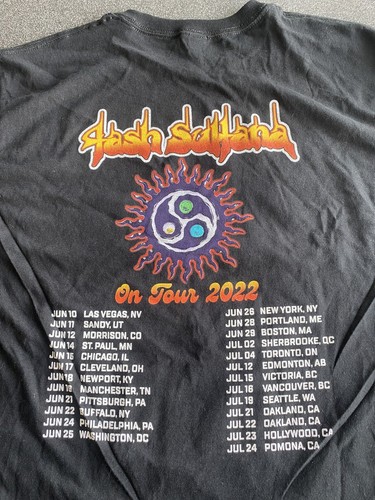 tash sultana
On Tour 2022
JUN 10 LAS VEGAS, NV
JUN 11 SANDY, UT
JUN 12 MORRISON, CO
JUN 14 ST. PAUL, MN
JUN 16 CHICAGO, IL
JUN 17 CLEVELAND, OH
JUN 18 NEWPORT, KY
JUN 19 MANCHESTER, TN
JUN 21 PITTSBURGH, PA
JUN 22 BUFFALO, NY
JUN 24 PHILADELPHIA, PA
JUN 25 WASHINGTON, DC
JUN 26 NEW YORK, NY
JUN 28 PORTLAND, ME
JUN 29 BOSTON, MA
JUL 02 SHERBROOKE, QC
JUL 04 TORONTO, ON
JUL 12 EDMONTON, AB
JUL 15 VICTORIA, BC
JUL 16 VANCOUVER, BC
JUL 19 SEATTLE, WA
JUL 21 OAKLAND, CA
JUL 22 OAKLAND, CA
JUL 23 HOLLYWOOD, CA
JUL 24 POMONA, CA